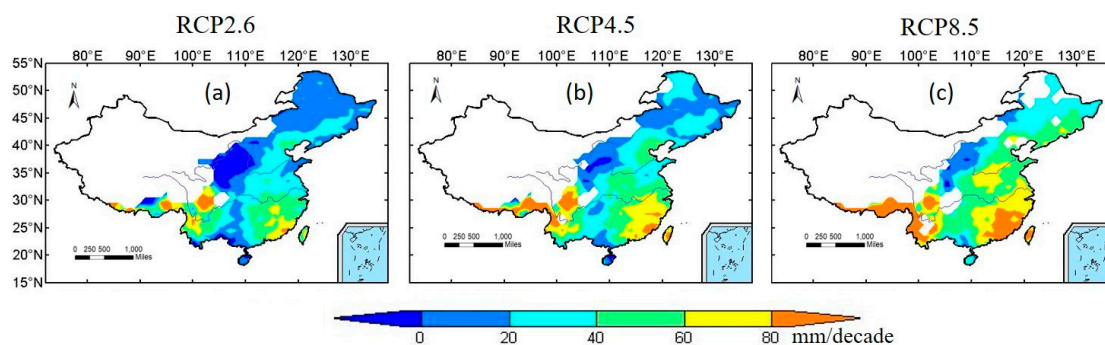 RCP2.6 RCP4.5 RCP8.5
80°E 90°E 100°E 110°E 120°E 130°E 80°E 90°E 100°E 110°E 120°E 130°E 80°E 90°E 100°E 110°E 120°E 130°E
55°N
N (a) N (b) N (c)
50°N
45°N
40°N
35°N
30°N
25°N
0 250 500 1,000 0 250 500 1,000 0 250 500 1,000
20°N
Miles Miles Miles
15°N
0 20 40 60 80 mm/decade